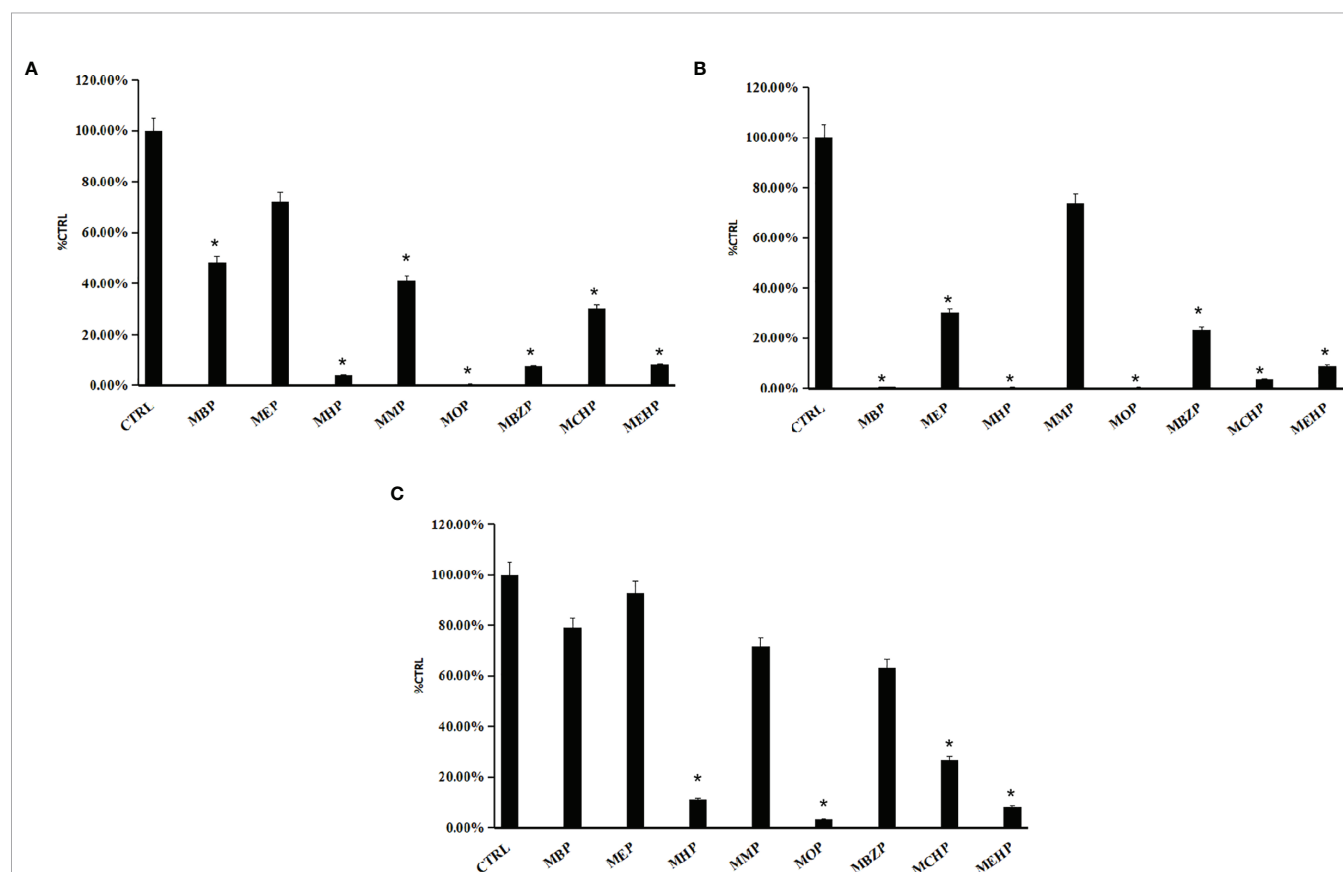 A
120.00%
100.00%
80.00%
60.00%
40.00%
20.00%
0.00%
%CTRL
* * * * * * *
CTRL MBP MEP MHP MMP MOP MBZP MCHP MEHP
B
120.00%
100.00%
80.00%
60.00%
40.00%
20.00%
0.00%
%CTRL
* * * * * * *
CTRL MBP MEP MHP MMP MOP MBZP MCHP MEHP
C
120.00%
100.00%
80.00%
60.00%
40.00%
20.00%
0.00%
%CTRL
* * * *
CTRL MBP MEP MHP MMP MOP MBZP MCHP MEHP